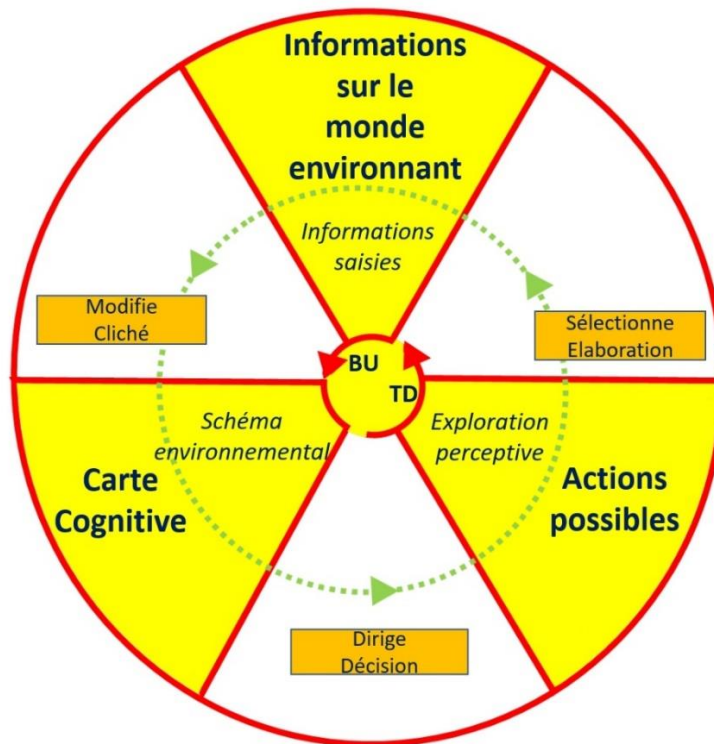 Informations
sur le
monde
environnant
Informations
saisies
Modifie
Cliché
Sélectionne
Elaboration
BU
TD
Schéma
environnemental
Exploration
perceptive
Carte
Cognitive
Actions
possibles
Dirige
Décision